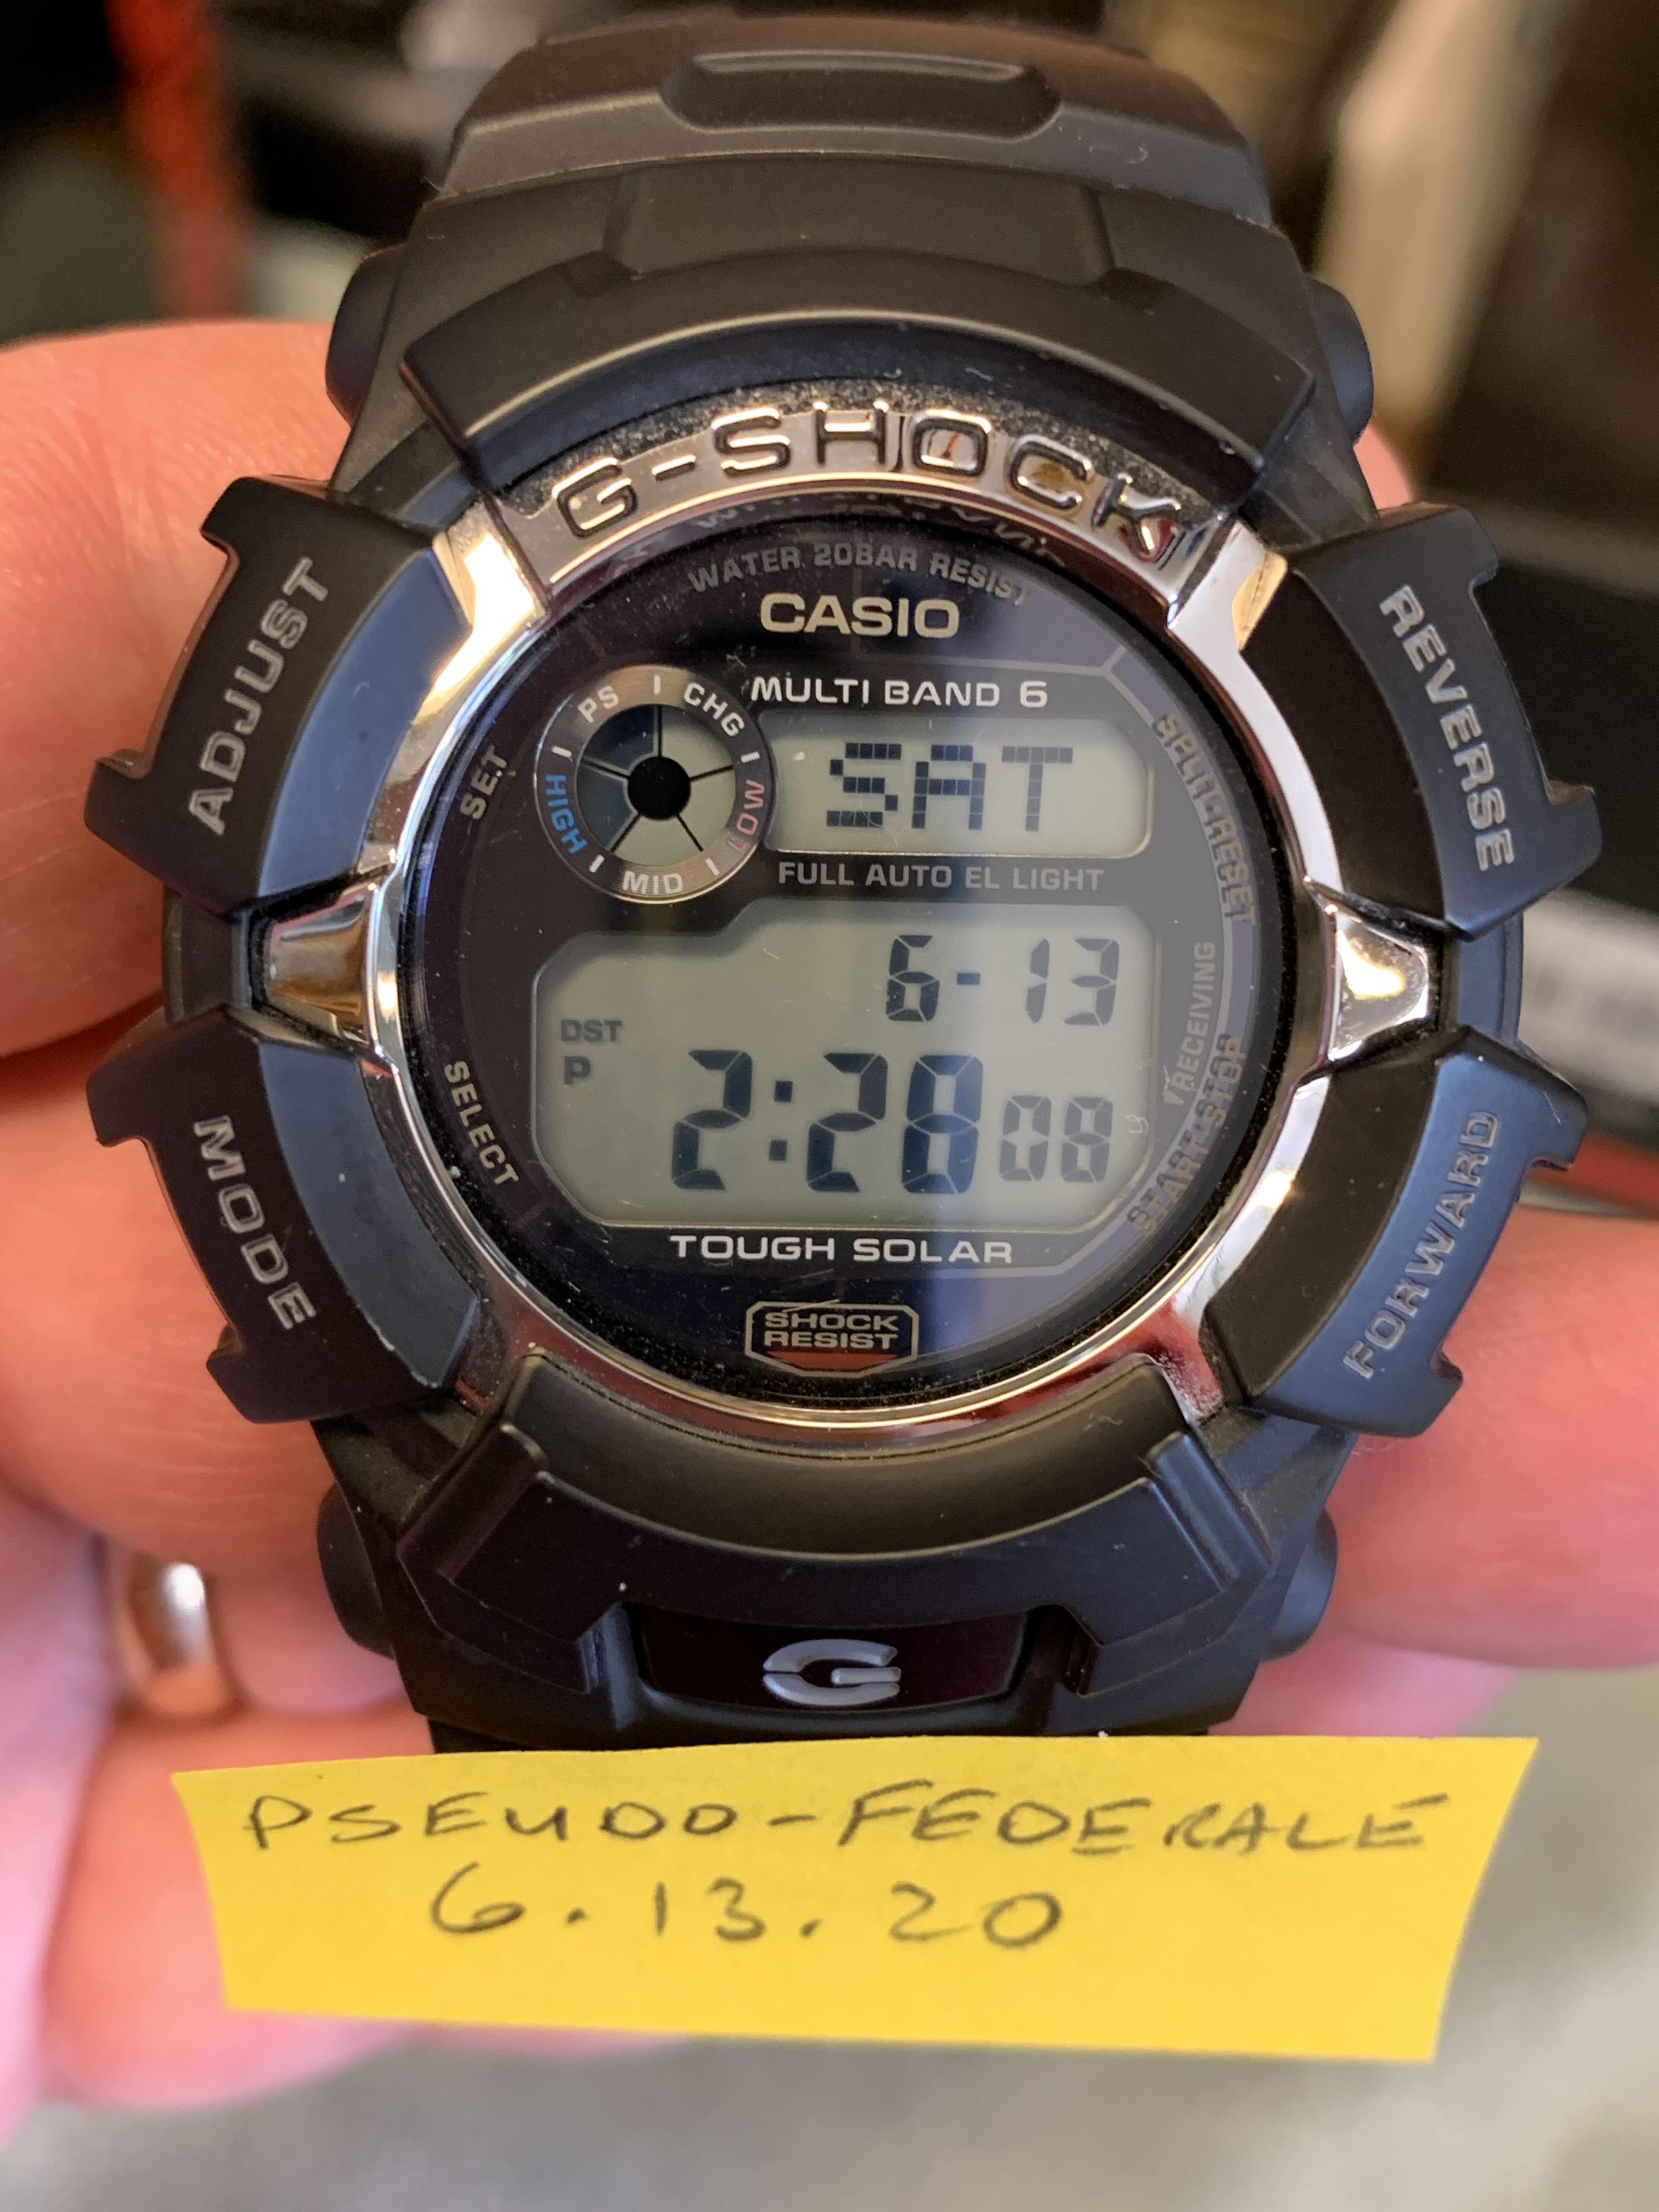 G-SHOCK
WATER 20BAR RESIST
CASIO
MULTI BAND 6
ADJUST
REVERSE
SET
SPLIT·RESET
PS
CHG
LOW
MID
HIGH
SAT
FULL AUTO EL LIGHT
6-13
DST
P
2:28 08
RECEIVING
MODE
SELECT
START·STOP
FORWARD
TOUGH SOLAR
SHOCK
RESIST
G
PSEUDO-FEDERALE
6.13.20